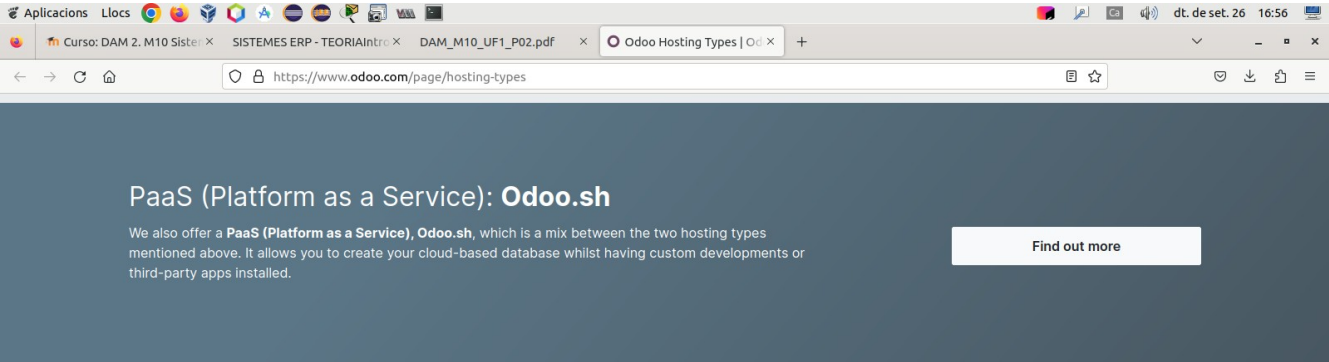 Aplicacions Llocs Ca dt. de set. 26 16:56
Curso: DAM 2. M10 Sister SISTEMES ERP - TEORIAIntro DAM_M10_UF1_P02.pdf Odoo Hosting Types | Od
https://www.odoo.com/page/hosting-types
PaaS (Platform as a Service): Odoo.sh
We also offer a PaaS (Platform as a Service), Odoo.sh, which is a mix between the two hosting types
mentioned above. It allows you to create your cloud-based database whilst having custom developments or
third-party apps installed.
Find out more